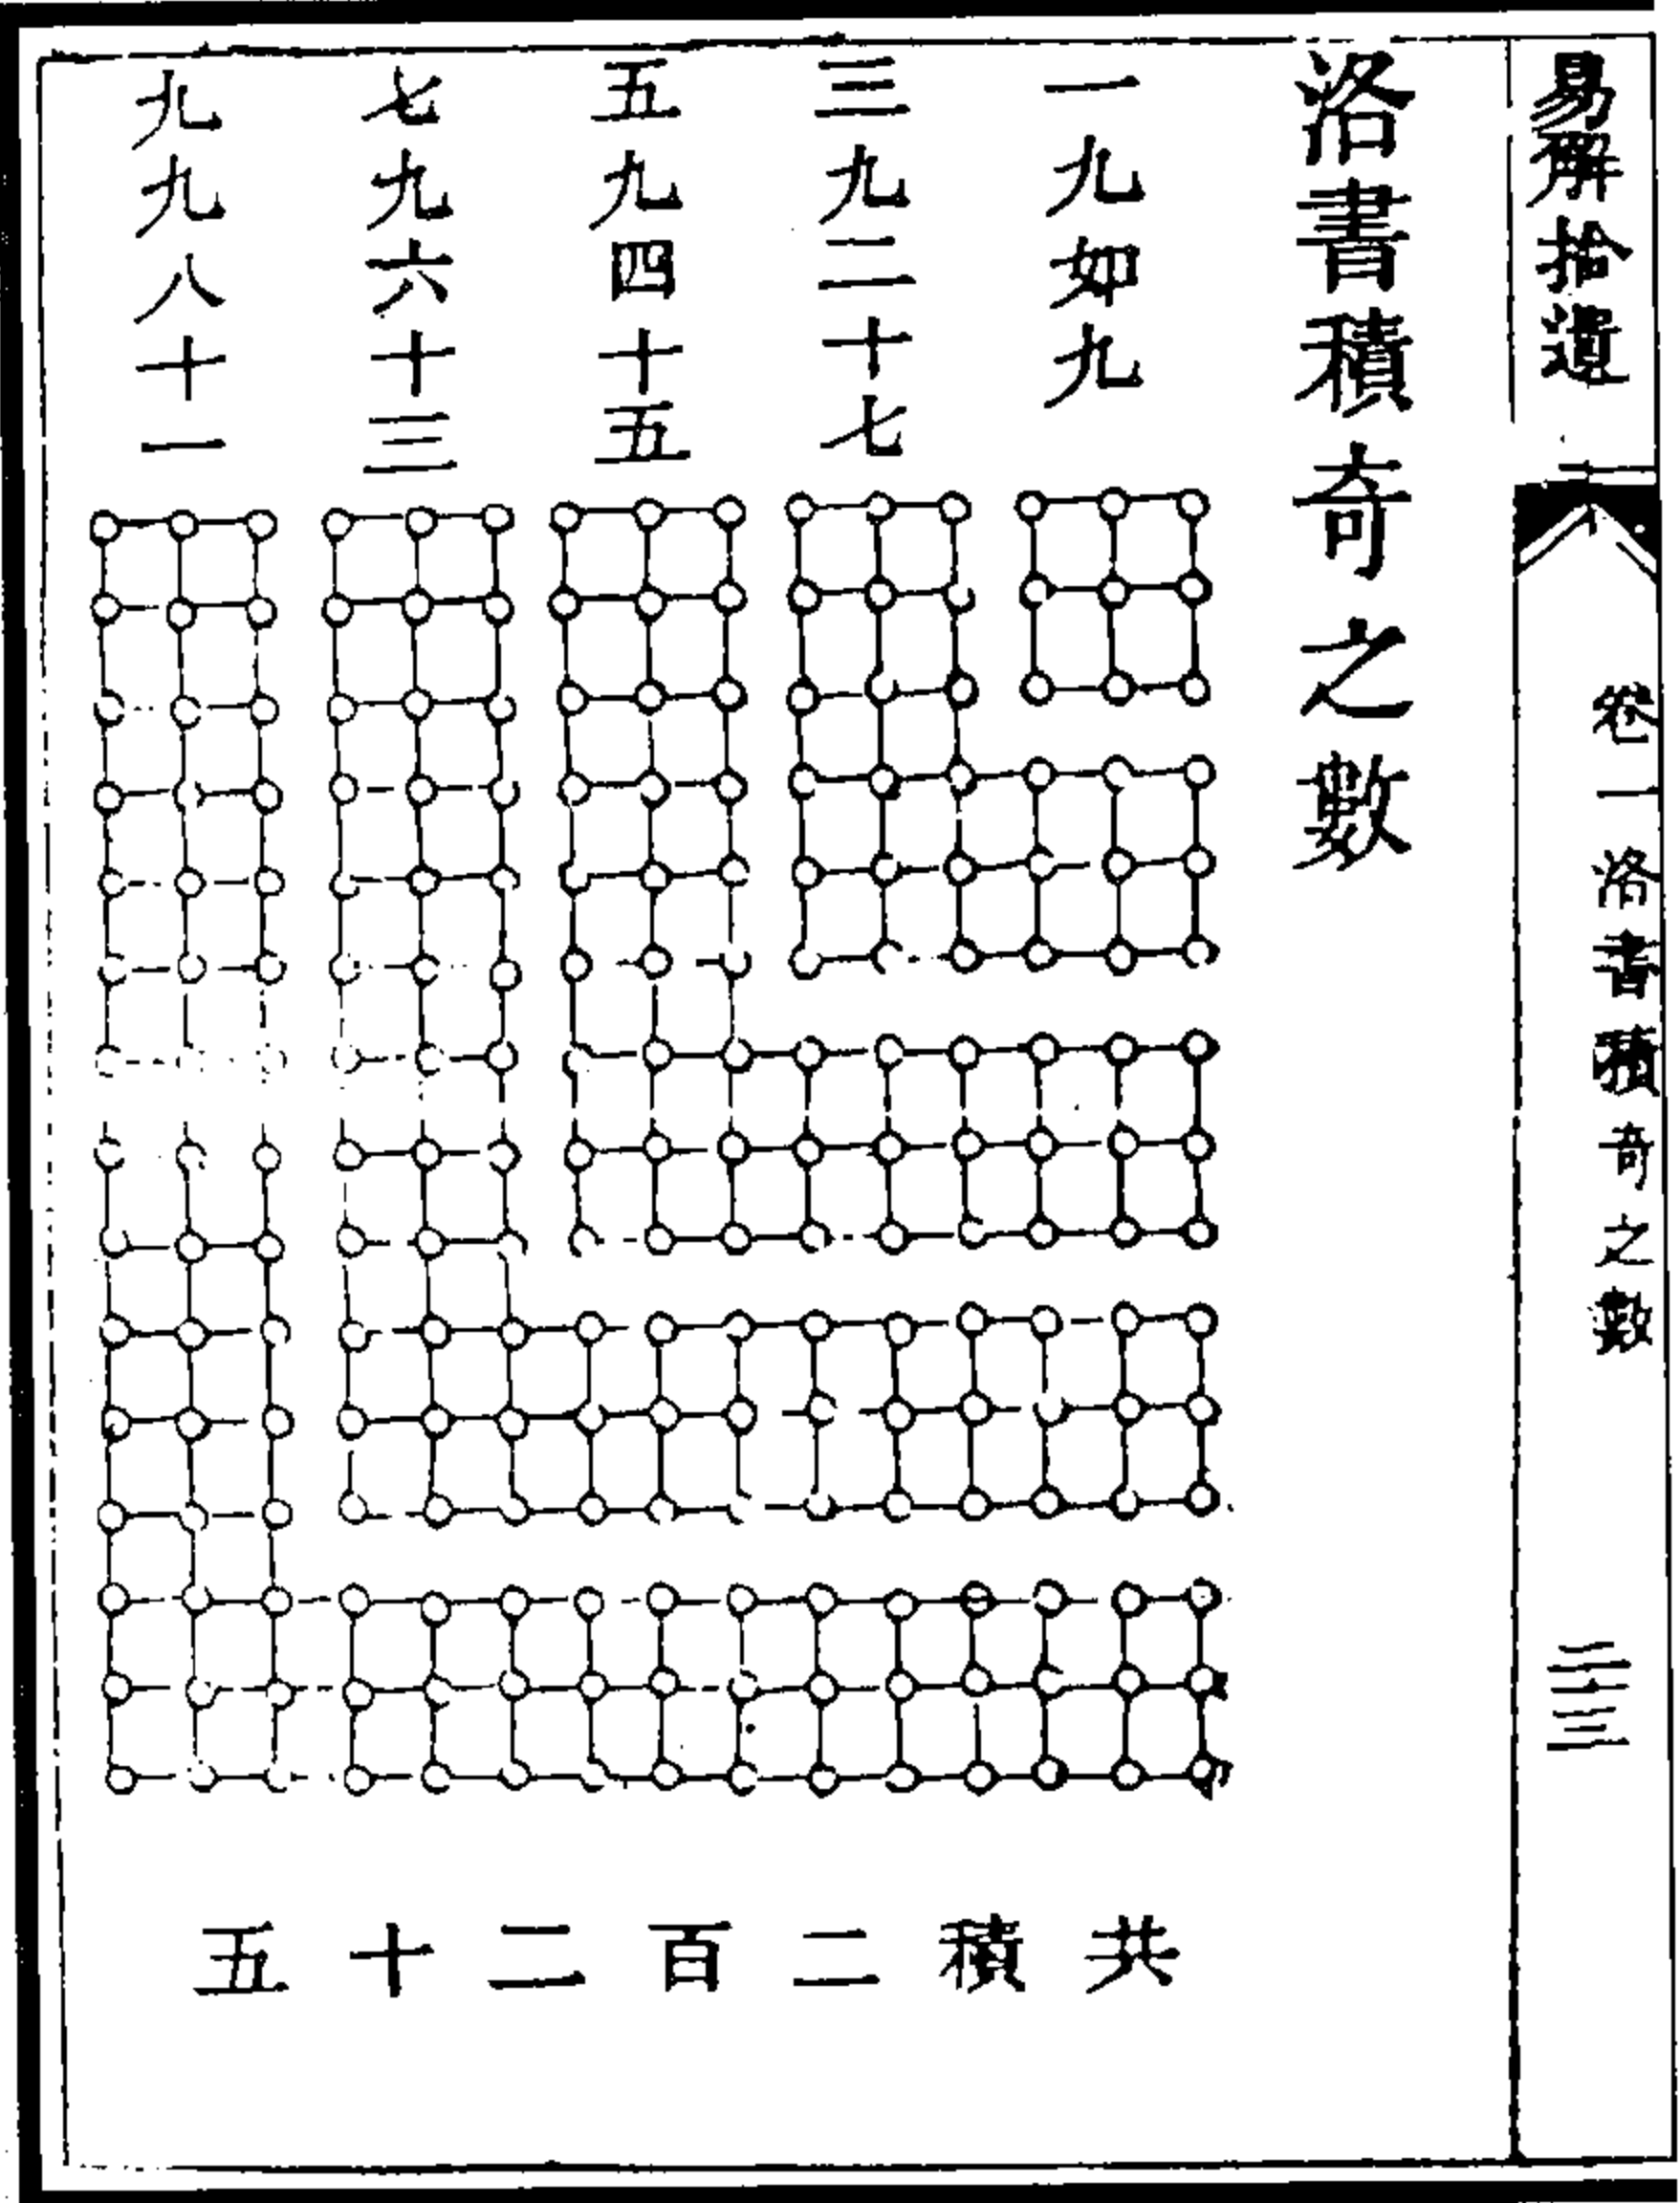 易解拾遺
卷一 洛書積奇之數
三三
洛書積奇之數
一九如九
三九二十七
五九四十五
七九六十三
九九八十一
共積二百二十五